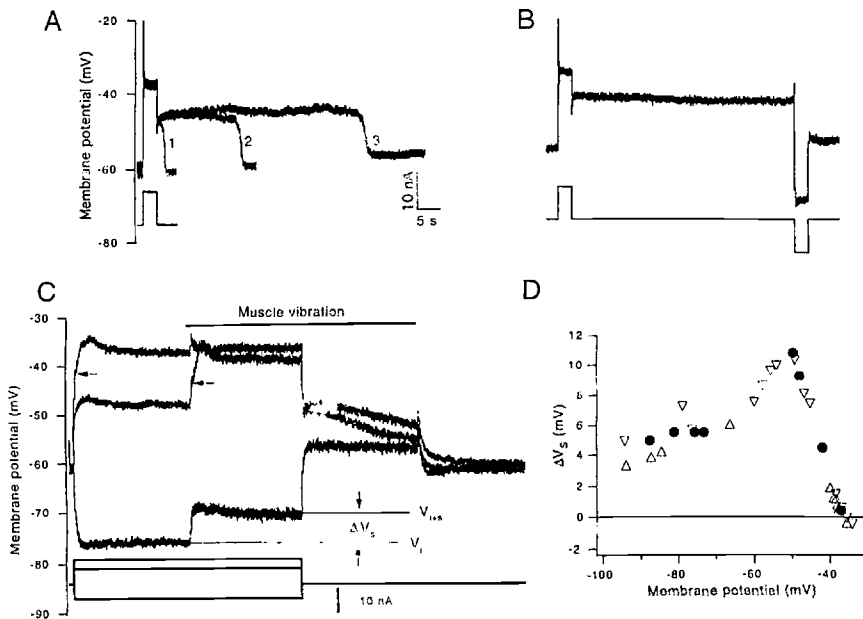 A
Membrane potential (mV)
-20
-40
-60
-80
1
2
3
10 nA
5 s
B
C
Muscle vibration
Membrane potential (mV)
-30
-40
-50
-60
-70
-80
-90
ΔVs
Vi+s
Vi
10 nA
D
ΔVs (mV)
12
10
8
6
4
2
0
-2
-100
-80
-60
-40
Membrane potential (mV)